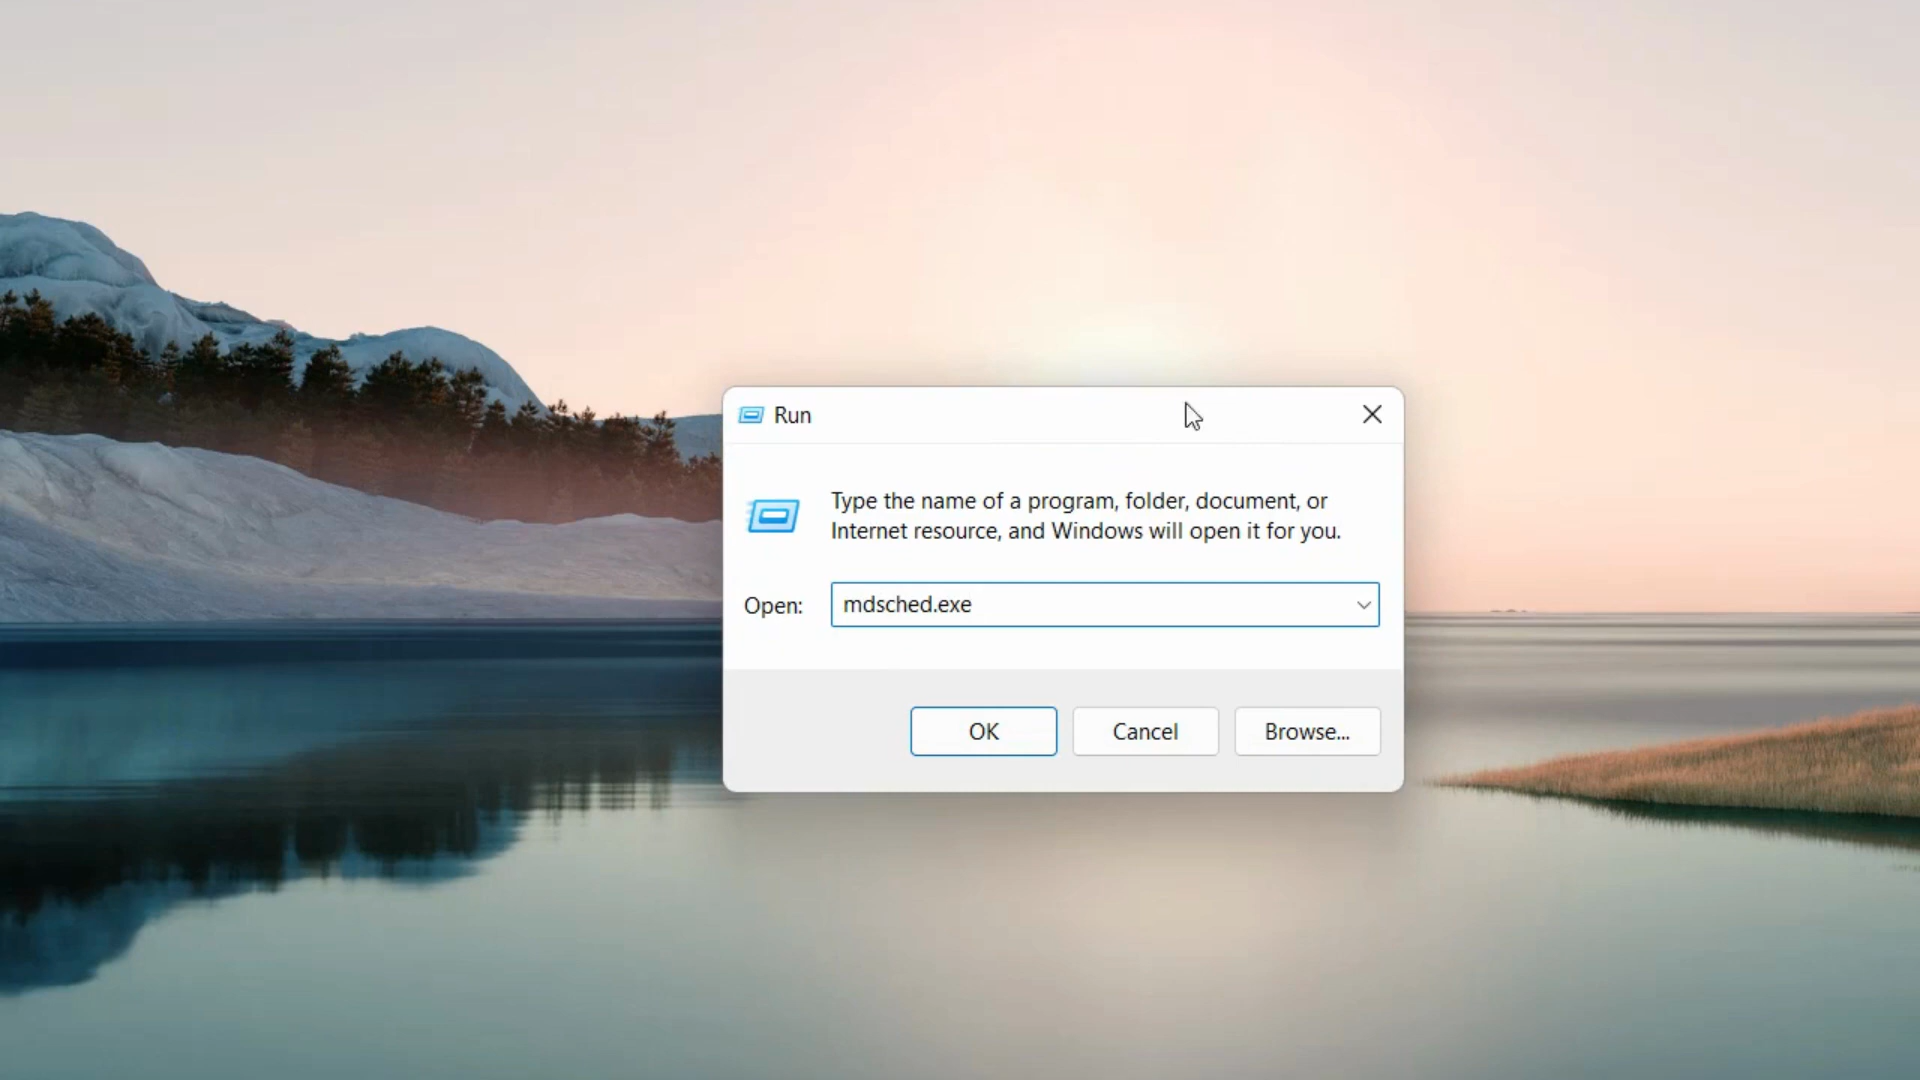 Run
Type the name of a program, folder, document, or
Internet resource, and Windows will open it for you.
Open: mdsched.exe
OK Cancel Browse...